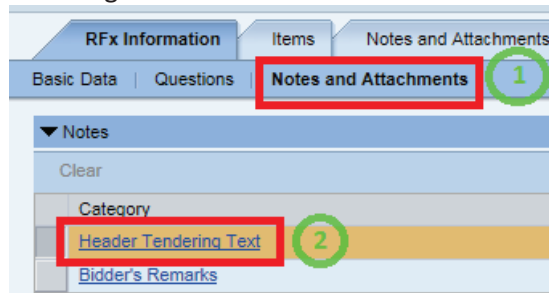 RFx Information Items Notes and Attachments
Basic Data | Questions | Notes and Attachments 1
Notes
Clear
Category
Header Tendering Text 2
Bidder's Remarks